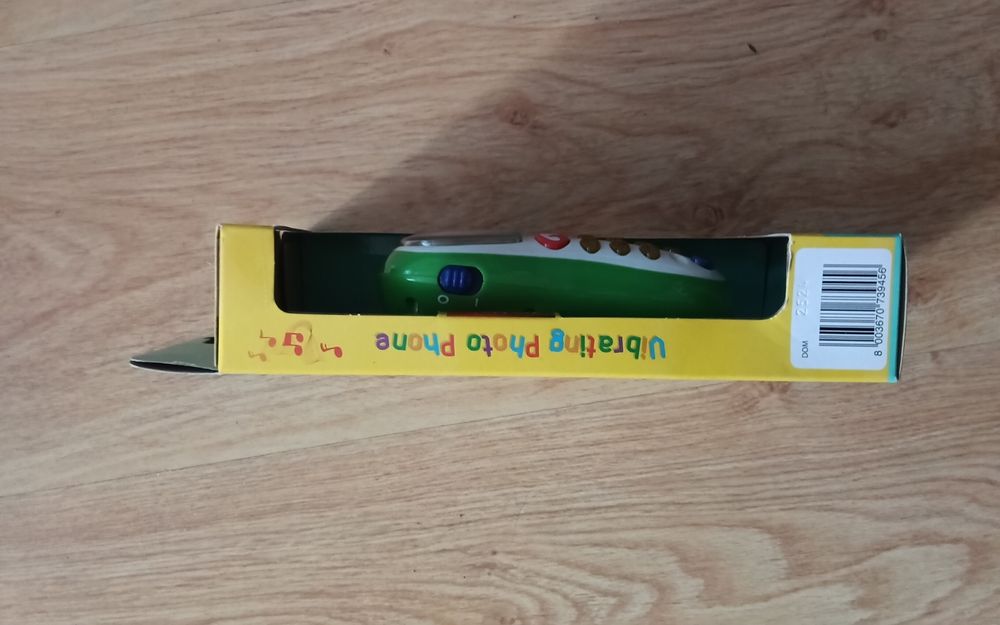 Vibrating Photo Phone
O I
DOM
2524
8 003670 739456